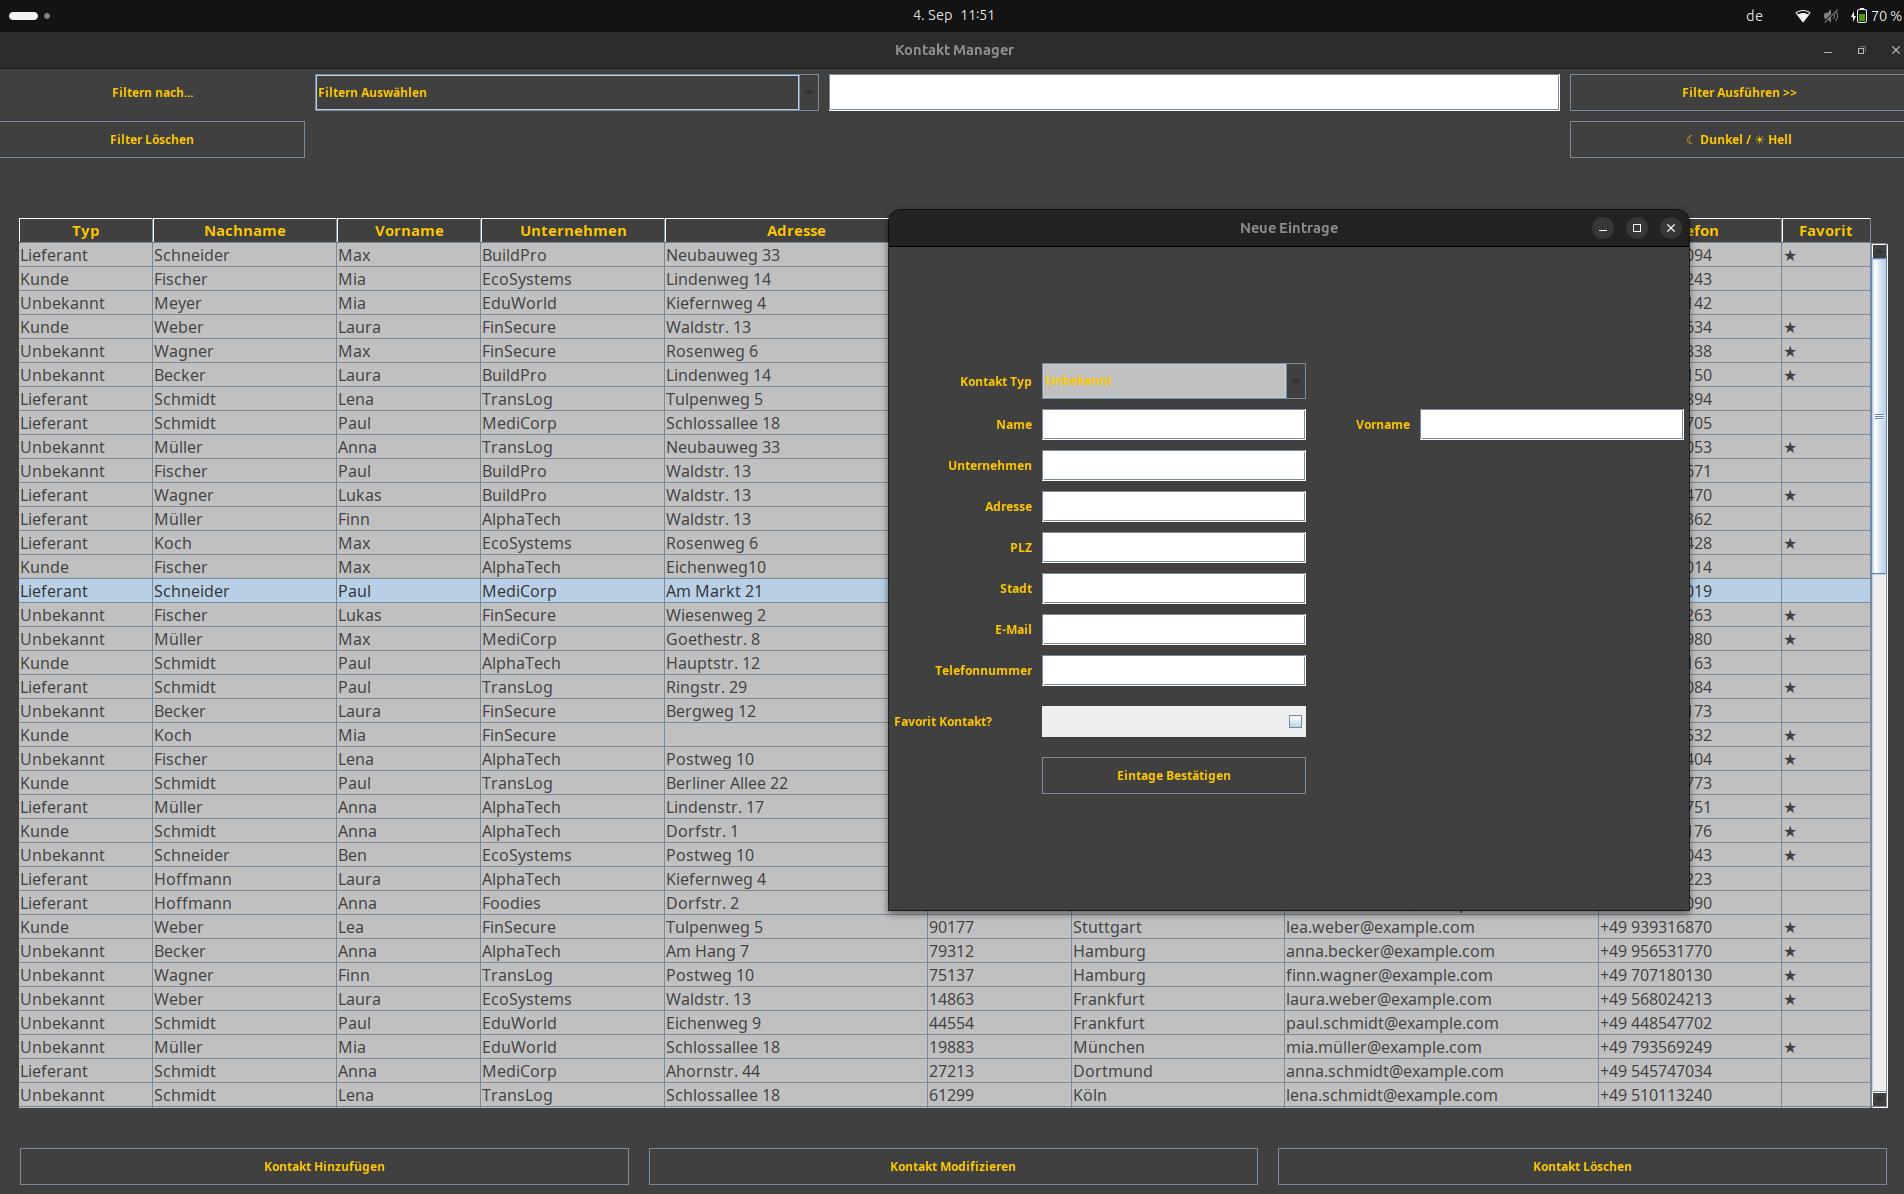 4. Sep 11:51
de
70 %
Kontakt Manager
Filtern nach...
Filtern Auswählen
Filter Ausführen >>
Filter Löschen
☾ Dunkel / ☀ Hell
Typ Nachname Vorname Unternehmen Adresse efon Favorit
Lieferant Schneider Max BuildPro Neubauweg 33 094 ★
Kunde Fischer Mia EcoSystems Lindenweg 14 243
Unbekannt Meyer Mia EduWorld Kiefernweg 4 142
Kunde Weber Laura FinSecure Waldstr. 13 634 ★
Unbekannt Wagner Max FinSecure Rosenweg 6 838 ★
Unbekannt Becker Laura BuildPro Lindenweg 14 150 ★
Lieferant Schmidt Lena TransLog Tulpenweg 5 894
Lieferant Schmidt Paul MediCorp Schlossallee 18 705
Unbekannt Müller Anna TransLog Neubauweg 33 053 ★
Unbekannt Fischer Paul BuildPro Waldstr. 13 671
Lieferant Wagner Lukas BuildPro Waldstr. 13 470 ★
Lieferant Müller Finn AlphaTech Waldstr. 13 362
Lieferant Koch Max EcoSystems Rosenweg 6 428 ★
Kunde Fischer Max AlphaTech Eichenweg10 014
Lieferant Schneider Paul MediCorp Am Markt 21 019
Unbekannt Fischer Lukas FinSecure Wiesenweg 2 263 ★
Unbekannt Müller Max MediCorp Goethestr. 8 980 ★
Kunde Schmidt Paul AlphaTech Hauptstr. 12 163
Lieferant Schmidt Paul TransLog Ringstr. 29 084 ★
Unbekannt Becker Laura FinSecure Bergweg 12 173
Kunde Koch Mia FinSecure 532 ★
Unbekannt Fischer Lena AlphaTech Postweg 10 404 ★
Kunde Schmidt Paul TransLog Berliner Allee 22 773
Lieferant Müller Anna AlphaTech Lindenstr. 17 751 ★
Kunde Schmidt Anna AlphaTech Dorfstr. 1 176 ★
Unbekannt Schneider Ben EcoSystems Postweg 10 043 ★
Lieferant Hoffmann Laura AlphaTech Kiefernweg 4 223
Lieferant Hoffmann Anna Foodies Dorfstr. 2 090
Kunde Weber Lea FinSecure Tulpenweg 5 90177 Stuttgart lea.weber@example.com +49 939316870 ★
Unbekannt Becker Anna AlphaTech Am Hang 7 79312 Hamburg anna.becker@example.com +49 956531770 ★
Unbekannt Wagner Finn TransLog Postweg 10 75137 Hamburg finn.wagner@example.com +49 707180130 ★
Unbekannt Weber Laura EcoSystems Waldstr. 13 14863 Frankfurt laura.weber@example.com +49 568024213 ★
Unbekannt Schmidt Paul EduWorld Eichenweg 9 44554 Frankfurt paul.schmidt@example.com +49 448547702
Unbekannt Müller Mia EduWorld Schlossallee 18 19883 München mia.müller@example.com +49 793569249 ★
Lieferant Schmidt Anna MediCorp Ahornstr. 44 27213 Dortmund anna.schmidt@example.com +49 545747034
Unbekannt Schmidt Lena TransLog Schlossallee 18 61299 Köln lena.schmidt@example.com +49 510113240
Neue Eintrage
Kontakt Typ Unbekannt
Name
Vorname
Unternehmen
Adresse
PLZ
Stadt
E-Mail
Telefonnummer
Favorit Kontakt?
Eintage Bestätigen
Kontakt Hinzufügen
Kontakt Modifizieren
Kontakt Löschen